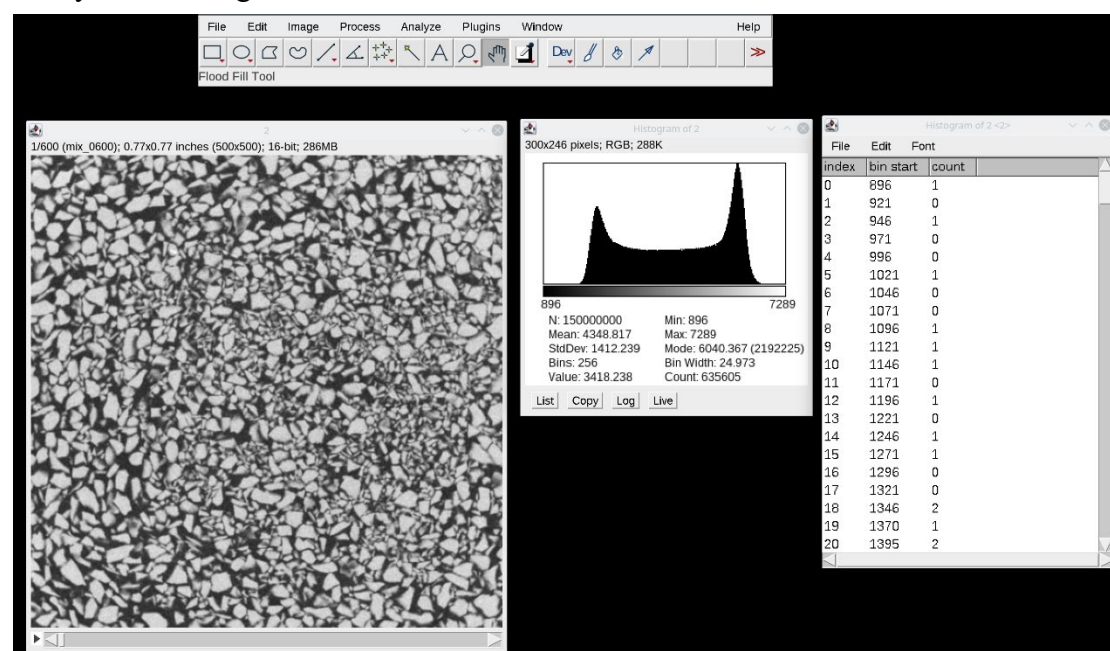 File Edit Image Process Analyze Plugins Window Help
Dev
Flood Fill Tool
2
1/600 (mix_0600); 0.77x0.77 inches (500x500); 16-bit; 286MB
Histogram of 2
300x246 pixels; RGB; 288K
896 7289
N: 150000000 Min: 896
Mean: 4348.817 Max: 7289
StdDev: 1412.239 Mode: 6040.367 (2192225)
Bins: 256 Bin Width: 24.973
Value: 3418.238 Count: 635605
List Copy Log Live
Histogram of 2 <2>
File Edit Font
index bin start count
0 896 1
1 921 0
2 946 1
3 971 0
4 996 0
5 1021 1
6 1046 0
7 1071 0
8 1096 1
9 1121 1
10 1146 1
11 1171 0
12 1196 1
13 1221 0
14 1246 1
15 1271 1
16 1296 0
17 1321 0
18 1346 2
19 1370 1
20 1395 2